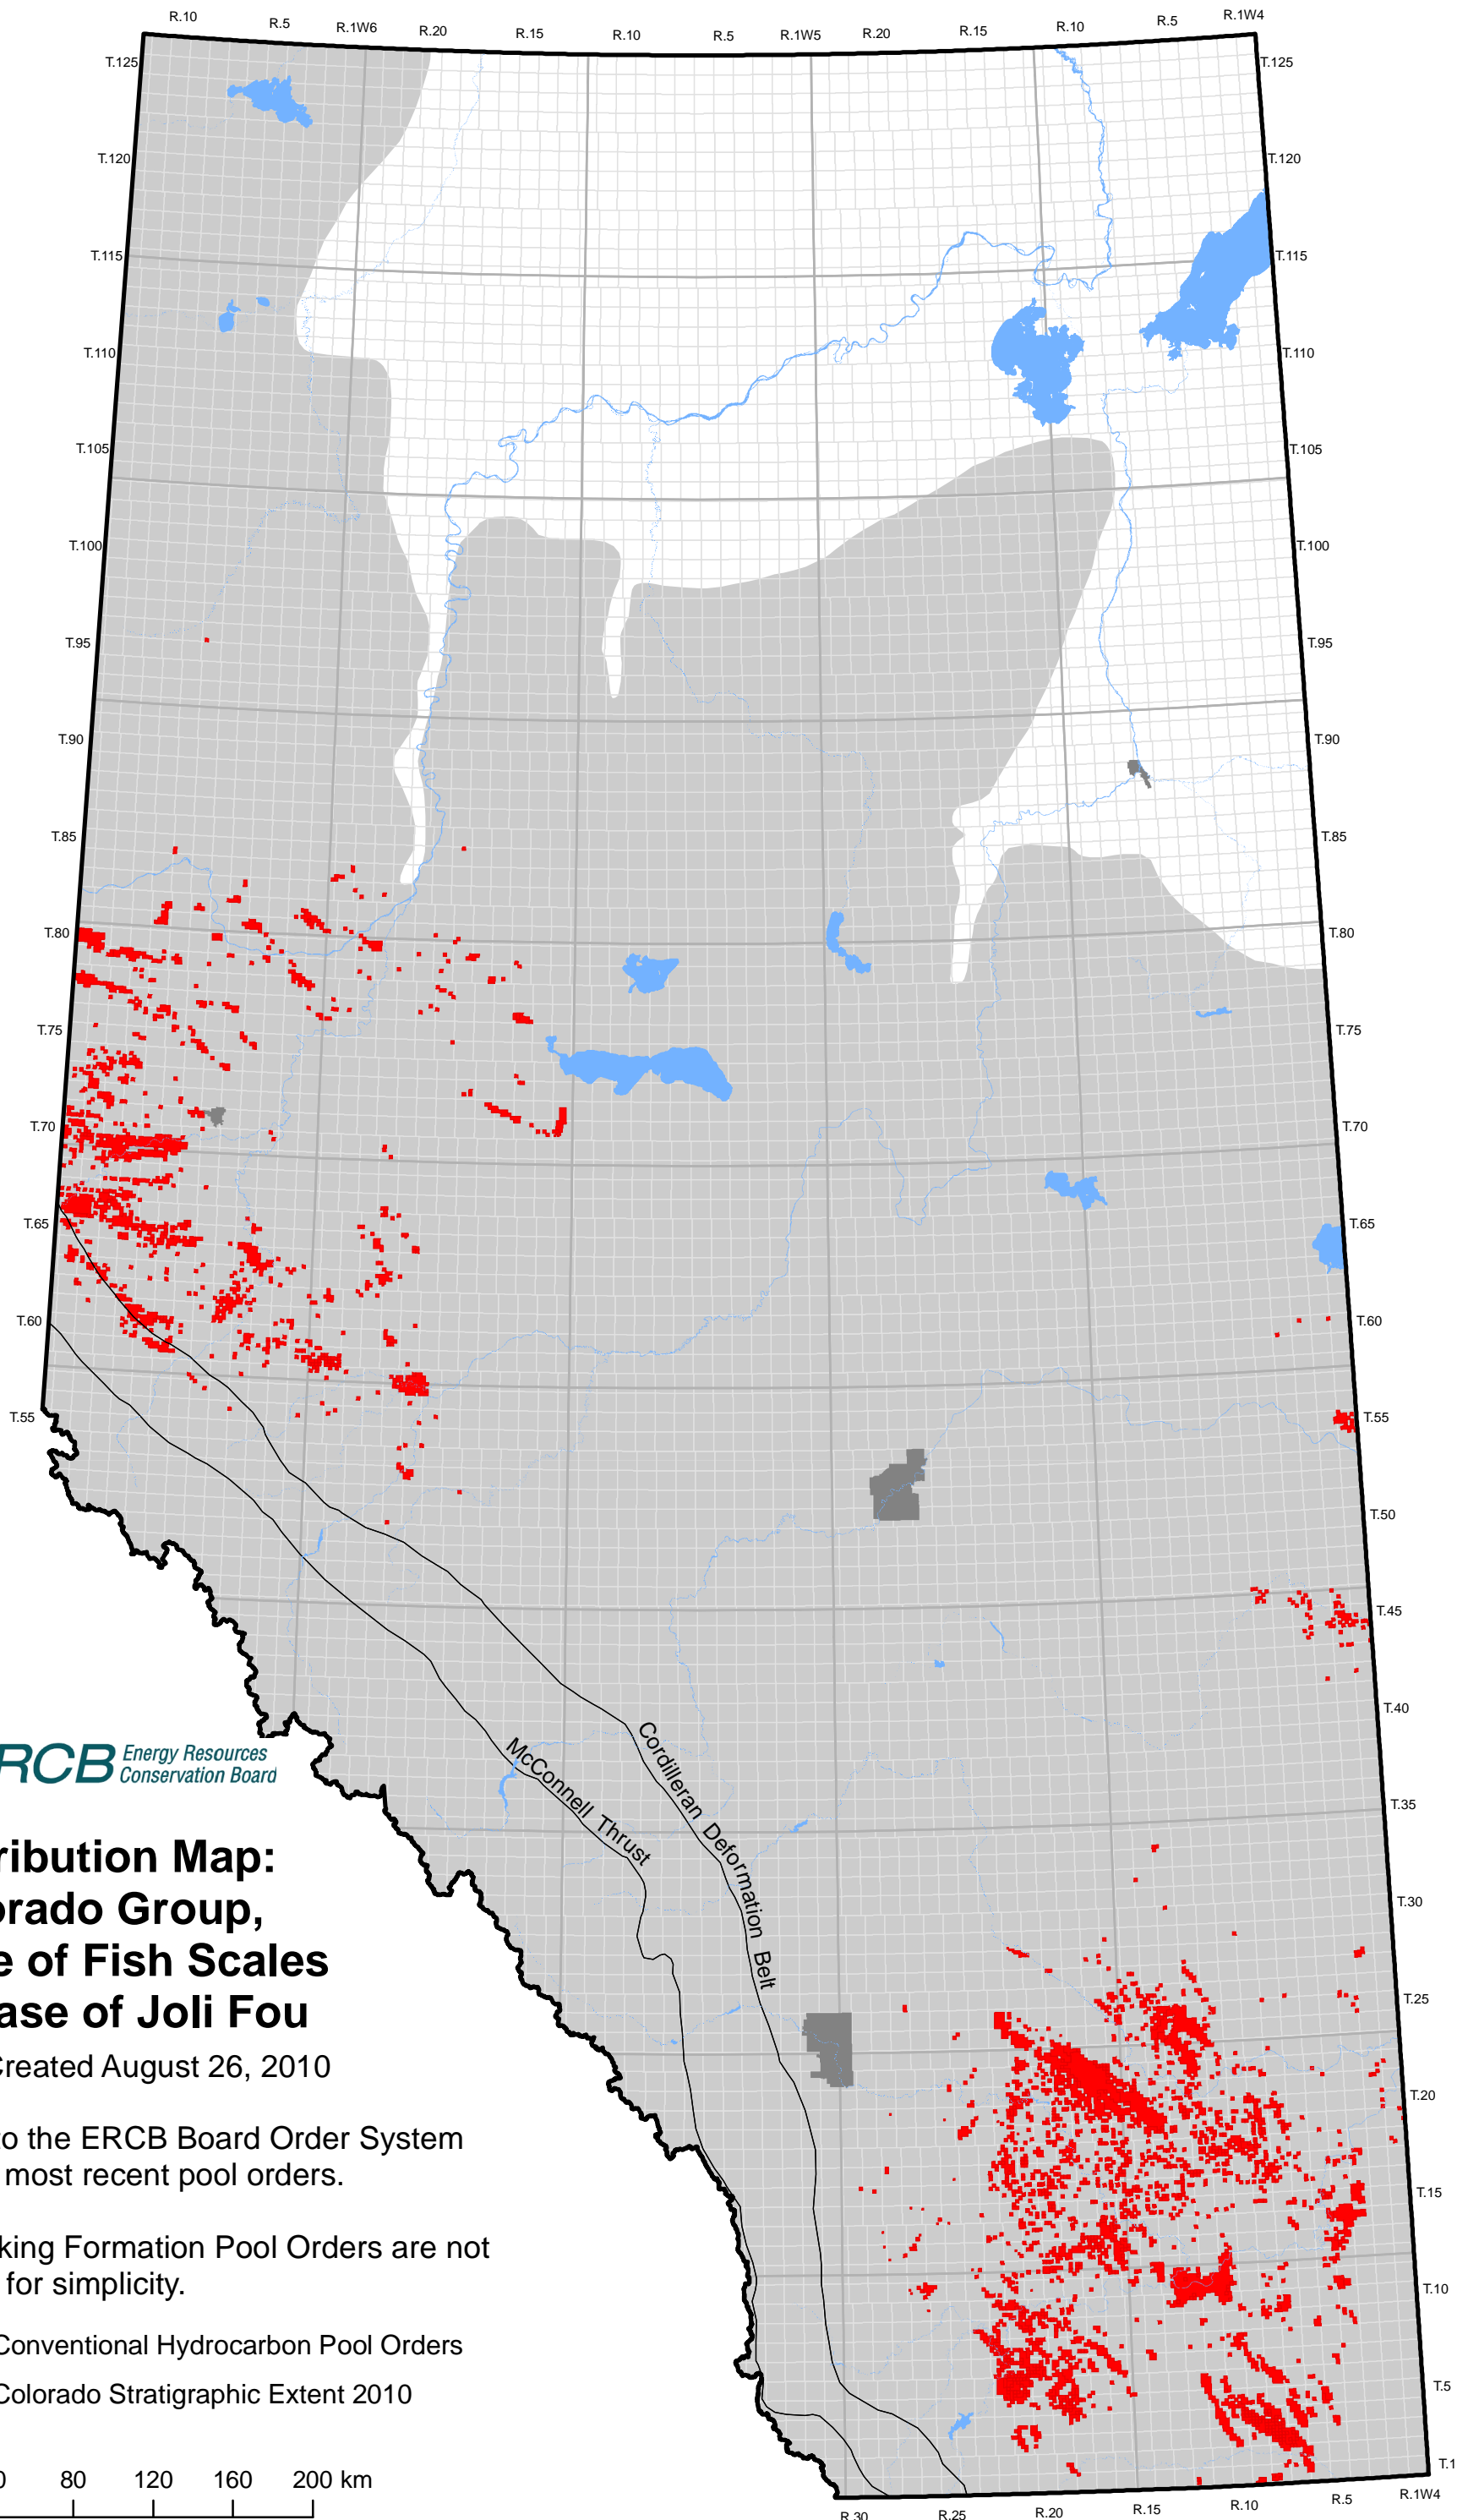 R.10 R.5 R.1W6 R.20 R.15 R.10 R.5 R.1W5 R.20 R.15 R.10 R.5 R.1W4
T.125 T.125
T.120 T.120
T.115 T.115
T.110 T.110
T.105 T.105
T.100 T.100
T.95 T.95
T.90 T.90
T.85 T.85
T.80 T.80
T.75 T.75
T.70 T.70
T.65 T.65
T.60 T.60
T.55 T.55
T.50
T.45
T.40
T.35
T.30
T.25
T.20
T.15
T.10
T.5
T.1
McConnell Thrust
Cordilleran Deformation Belt
RCB Energy Resources
Conservation Board
ribution Map:
orado Group,
e of Fish Scales
ase of Joli Fou
Created August 26, 2010
to the ERCB Board Order System
most recent pool orders.
king Formation Pool Orders are not
for simplicity.
Conventional Hydrocarbon Pool Orders
Colorado Stratigraphic Extent 2010
0 80 120 160 200 km
R.30 R.25 R.20 R.15 R.10 R.5 R.1W4